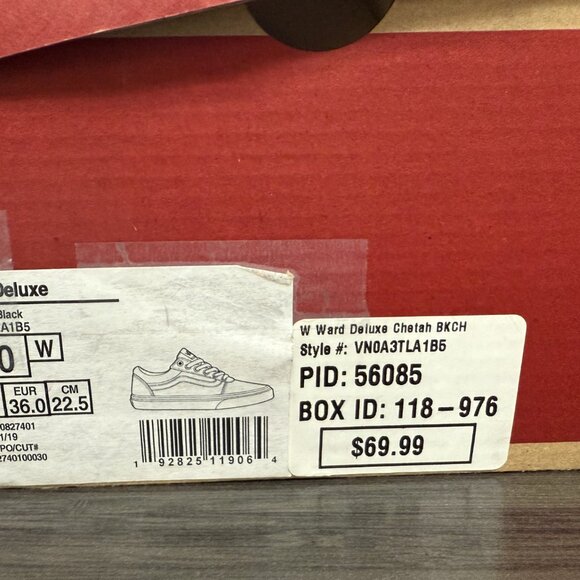 Deluxe
Black
A1B5
0 W
EUR CM
36.0 22.5
0827401
1/19
PO/CUT#
2740100030
1 92825 11906 4
W Ward Deluxe Chetah BKCH
Style #: VN0A3TLA1B5
PID: 56085
BOX ID: 118-976
$69.99